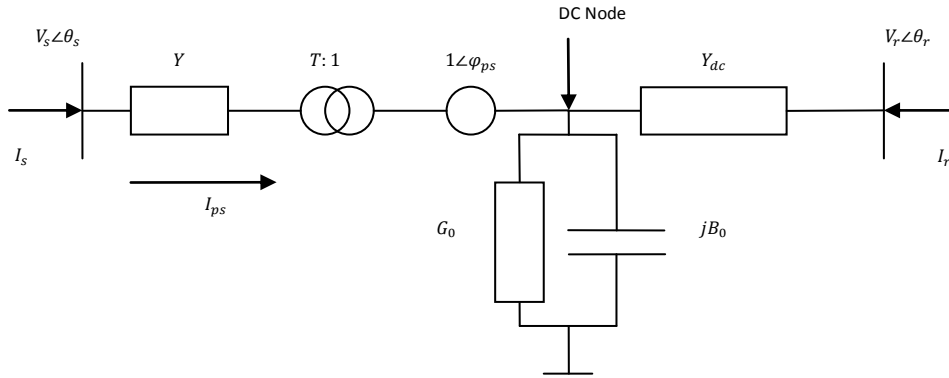 DC Node
V_s∠θ_s
Y
T: 1
1∠φ_ps
Y_dc
V_r∠θ_r
I_s
I_ps
G_0
jB_0
I_r